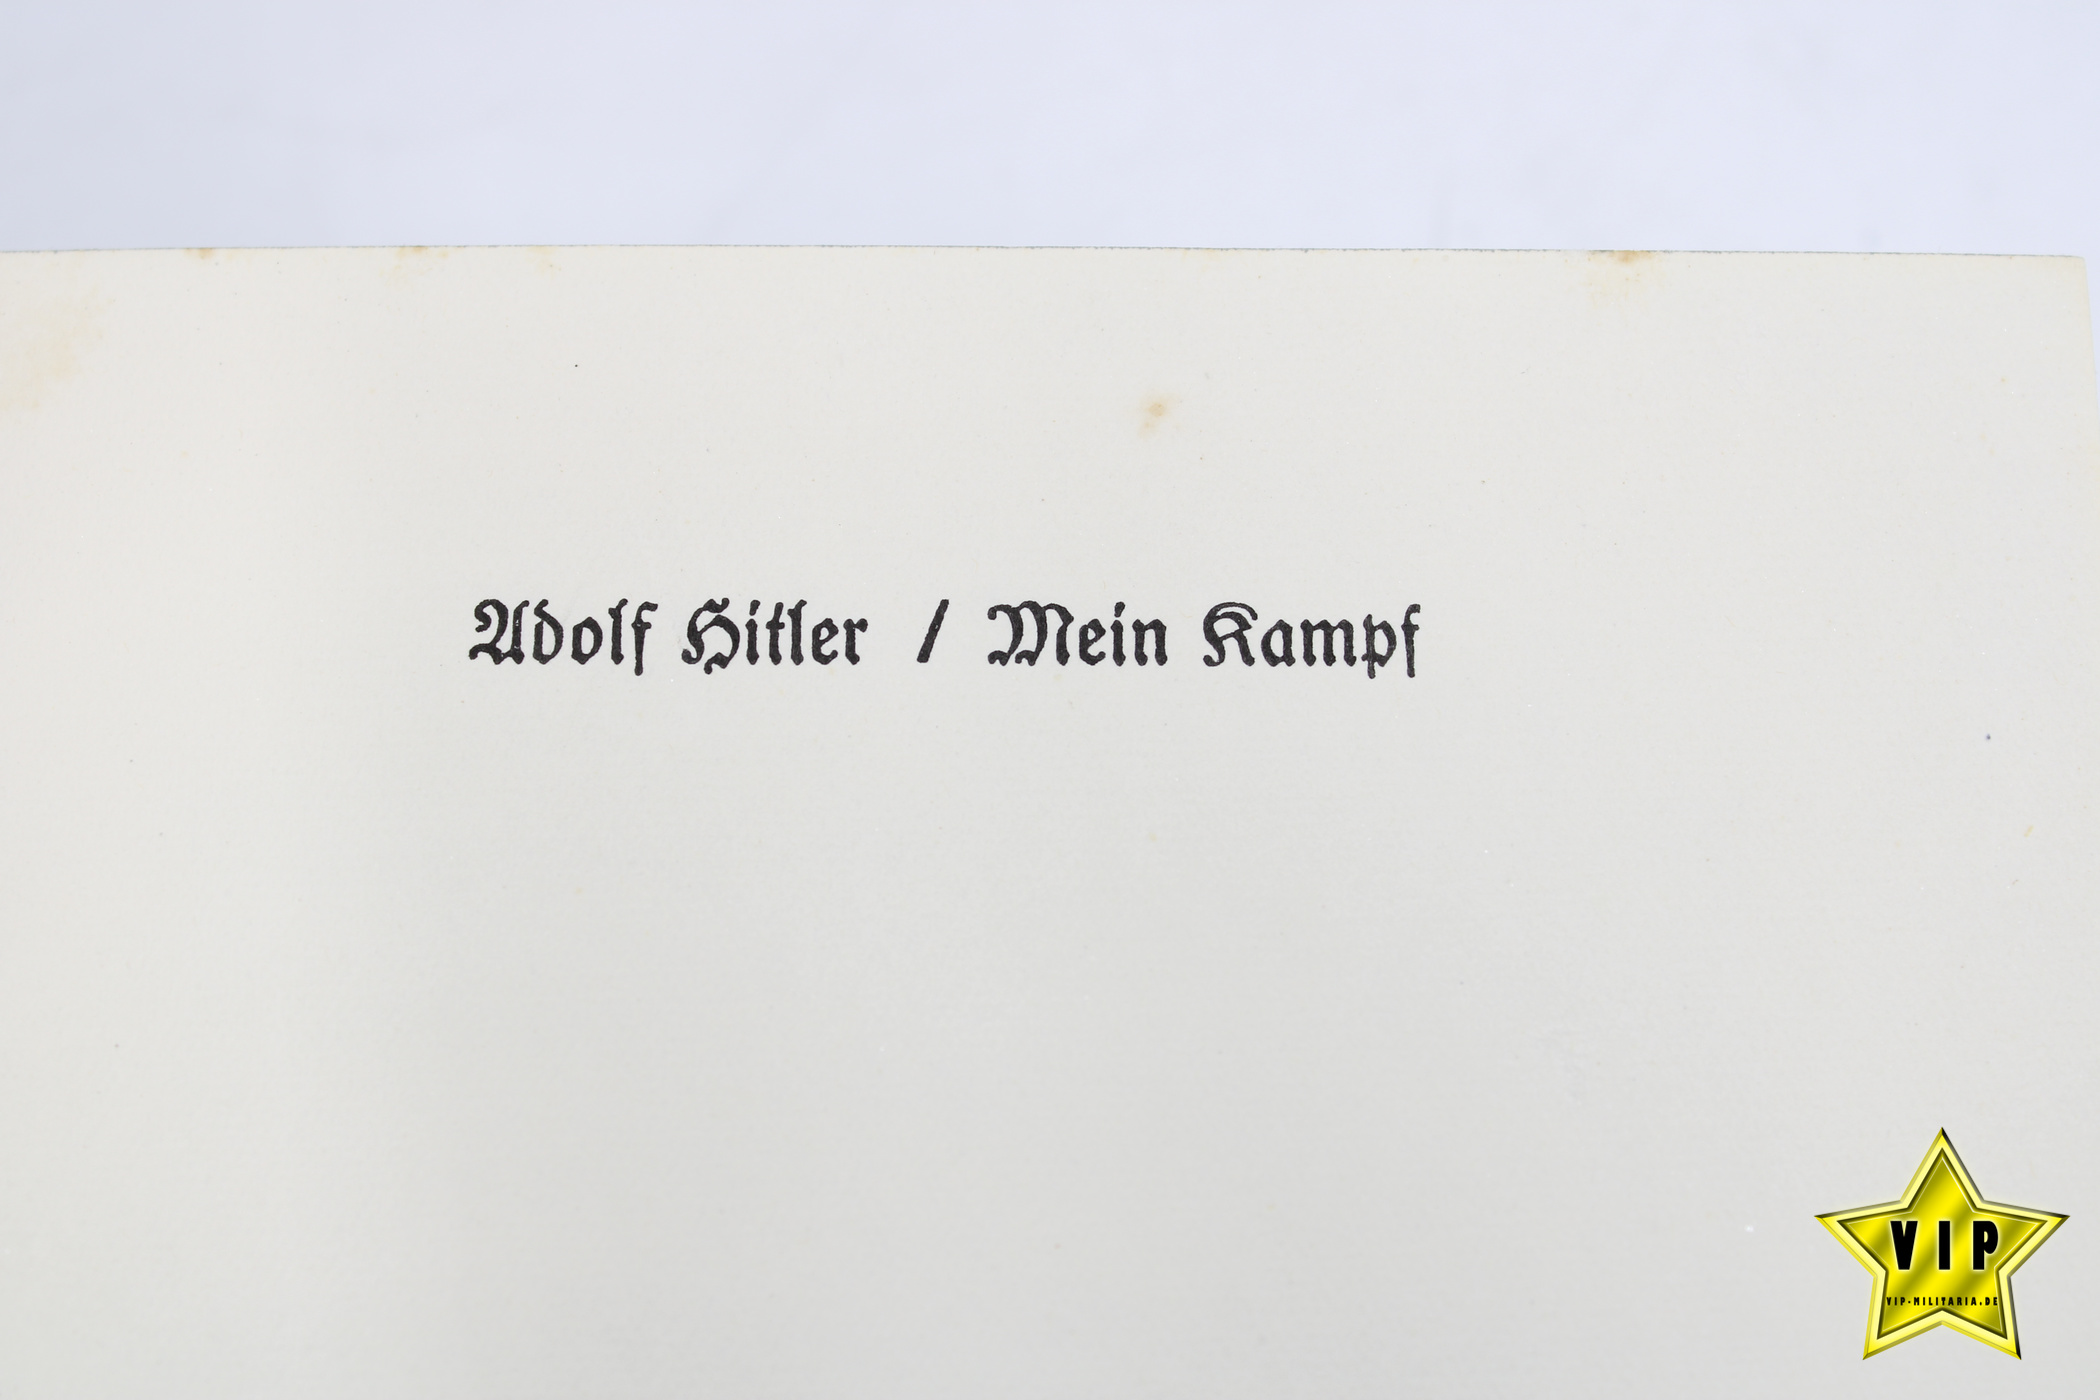 Adolf Hitler / Mein Kampf
VIP
VIP-MILITARIA.DE